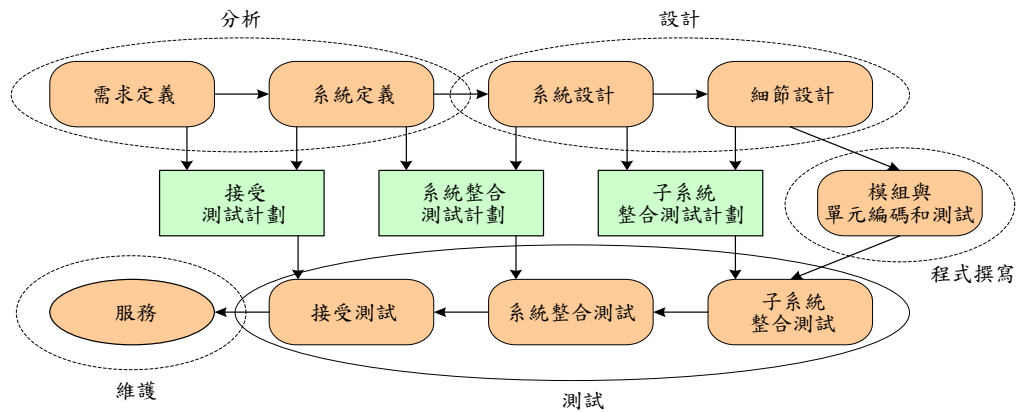 分析
設計
需求定義
系統定義
系統設計
細節設計
接受
測試計劃
系統整合
測試計劃
子系統
整合測試計劃
模組與
單元編碼和測試
程式撰寫
服務
接受測試
系統整合測試
子系統
整合測試
維護
測試